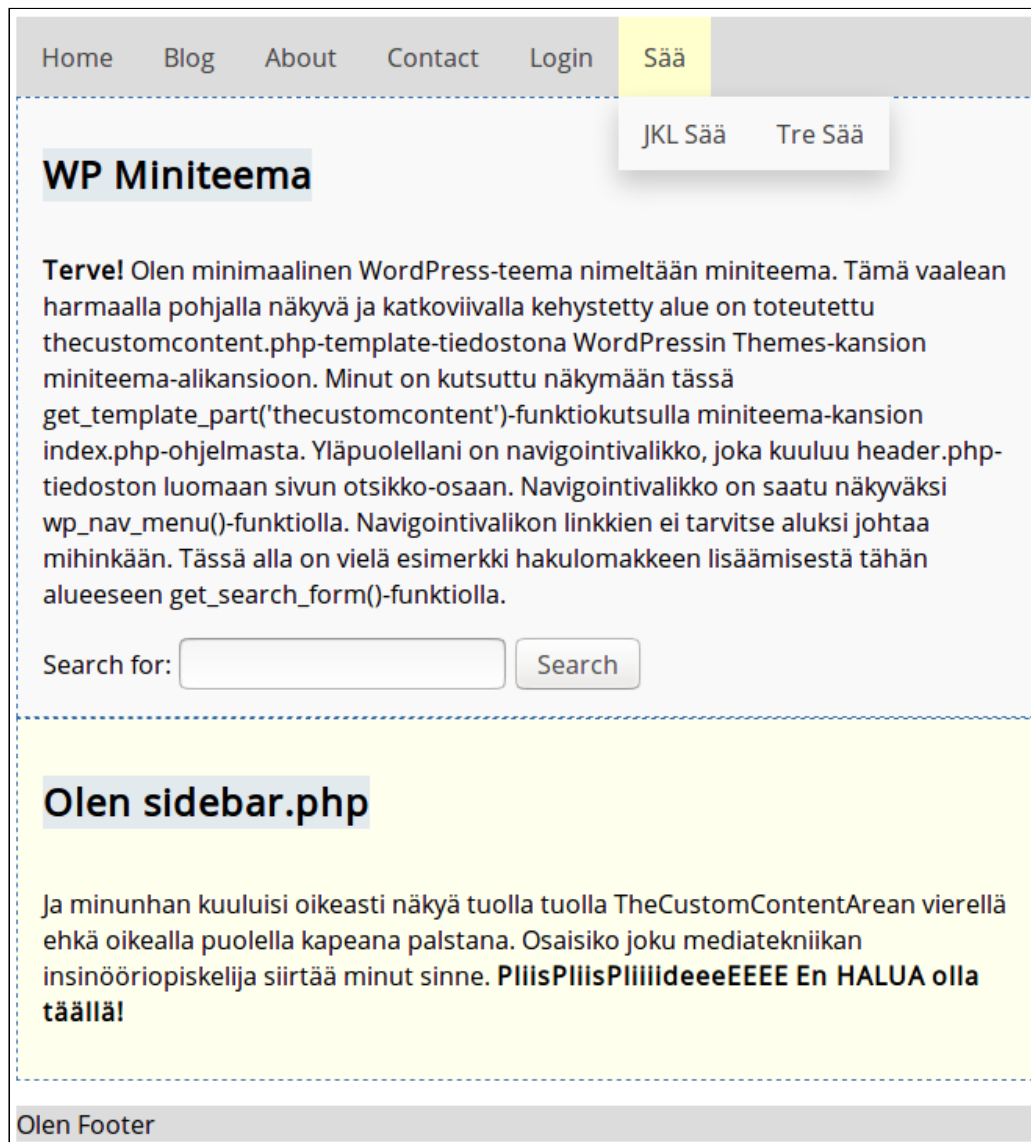 Home Blog About Contact Login Sää
JKL Sää Tre Sää
WP Miniteema
Terve! Olen minimaalinen WordPress-teema nimeltään miniteema. Tämä vaalean
harmaalla pohjalla näkyvä ja katkoviivalla kehystetty alue on toteutettu
thecustomcontent.php-template-tiedostona WordPressin Themes-kansion
miniteema-alikansioon. Minut on kutsuttu näkymään tässä
get_template_part('thecustomcontent')-funktiokutsulla miniteema-kansion
index.php-ohjelmasta. Yläpuolellani on navigointivalikko, joka kuuluu header.php-
tiedoston luomaan sivun otsikko-osaan. Navigointivalikko on saatu näkyväksi
wp_nav_menu()-funktiolla. Navigointivalikon linkkien ei tarvitse aluksi johtaa
mihinkään. Tässä alla on vielä esimerkki hakulomakkeen lisäämisestä tähän
alueeseen get_search_form()-funktiolla.
Search for: Search
Olen sidebar.php
Ja minunhan kuuluisi oikeasti näkyä tuolla tuolla TheCustomContentArean vierellä
ehkä oikealla puolella kapeana palstana. Osaisiko joku mediatekniikan
insinööriopiskelija siirtää minut sinne. PliisPliisPliiiideeeEEEE En HALUA olla
täällä!
Olen Footer